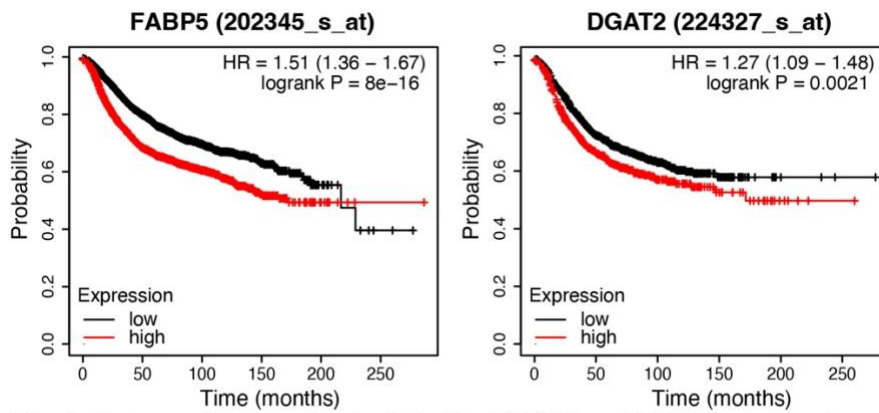 FABP5 (202345_s_at)
HR = 1.51 (1.36 − 1.67)
logrank P = 8e−16
Probability
1.0
0.8
0.6
0.4
0.2
0.0
Expression
low
high
0 50 100 150 200 250
Time (months)
DGAT2 (224327_s_at)
HR = 1.27 (1.09 − 1.48)
logrank P = 0.0021
Probability
1.0
0.8
0.6
0.4
0.2
0.0
Expression
low
high
0 50 100 150 200 250
Time (months)